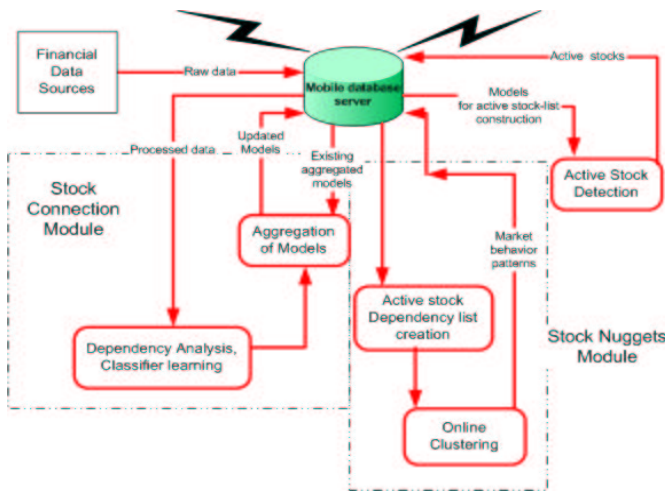 Financial
Data
Sources
Raw data
Mobile database
server
Active stocks
Models
for active stock-list
construction
Processed data
Updated
Models
Existing
aggregated
models
Active Stock
Detection
Stock
Connection
Module
Aggregation
of Models
Market
behavior
patterns
Active stock
Dependency list
creation
Dependency Analysis,
Classifier learning
Stock Nuggets
Module
Online
Clustering